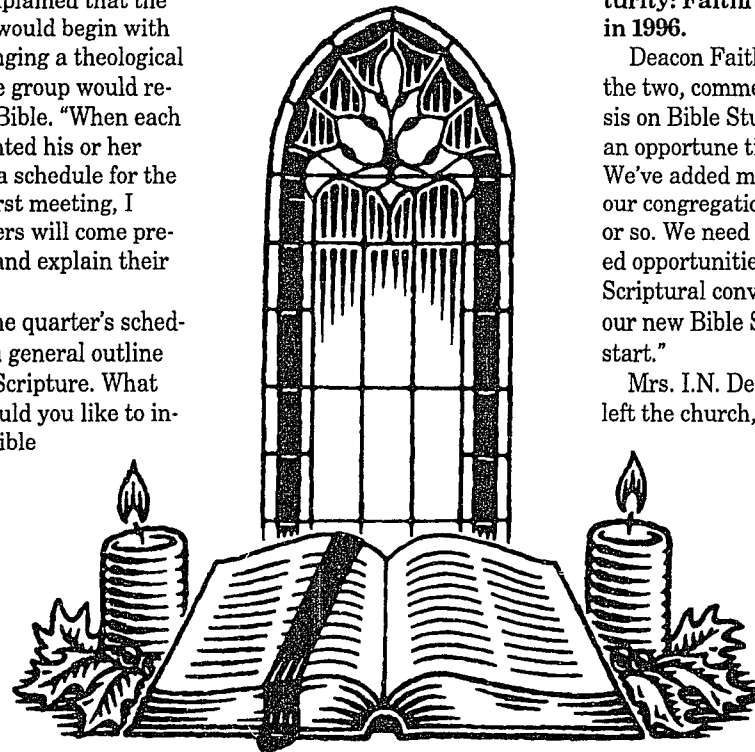 plained that the
would begin with
nging a theological
e group would re-
Bible. “When each
nted his or her
a schedule for the
rst meeting, I
ers will come pre-
and explain their
he quarter’s sched-
general outline
Scripture. What
uld you like to in-
ible
turity: Faith
in 1996.
Deacon Fait
the two, comme
sis on Bible Stu
an opportune ti
We’ve added m
our congregatio
or so. We need
ed opportunitie
Scriptural conv
our new Bible S
start.”
Mrs. I.N. De
left the church,